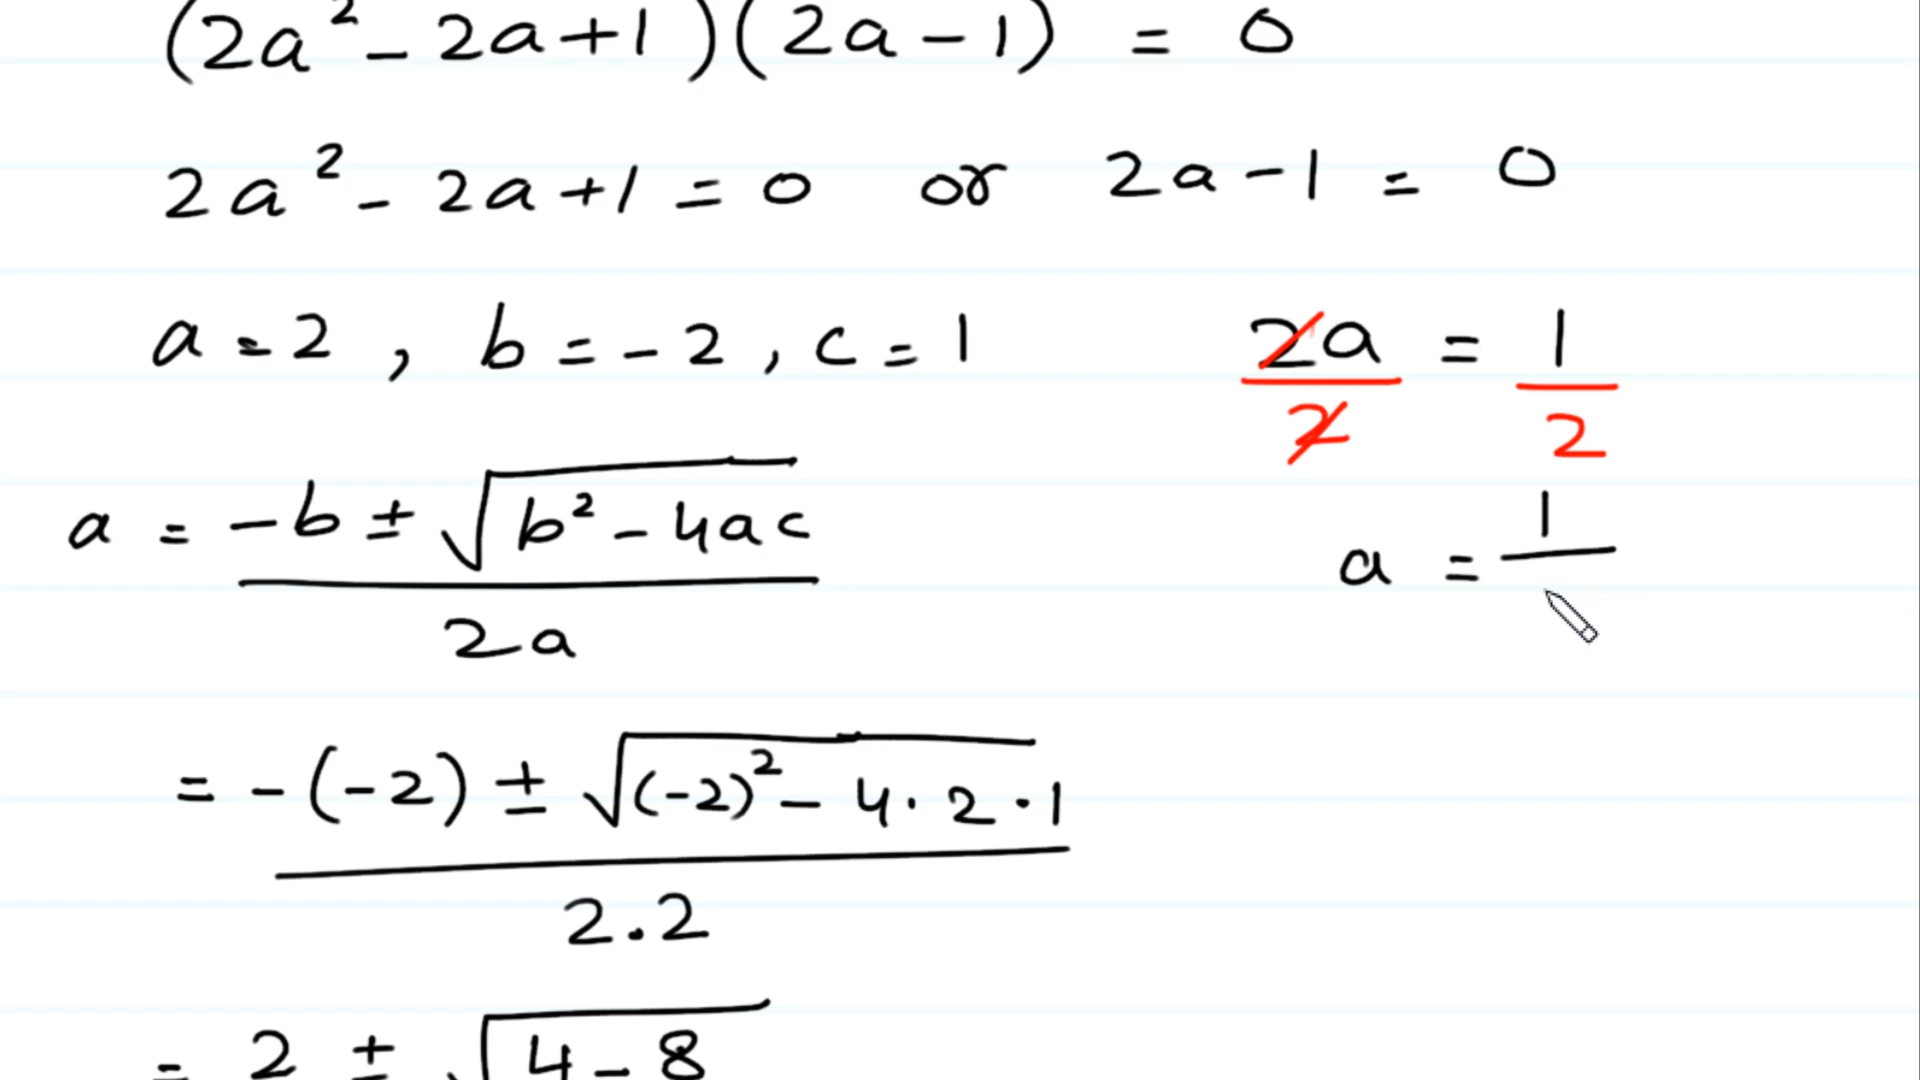 (2a² - 2a + 1)(2a - 1) = 0
2a² - 2a + 1 = 0 or 2a - 1 = 0
a = 2, b = -2, c = 1
a = (-b ± √(b² - 4ac)) / 2a
= (-(-2) ± √((-2)² - 4·2·1)) / 2.2
= 2 ± √(4 - 8)
2a/2 = 1/2
a = 1/